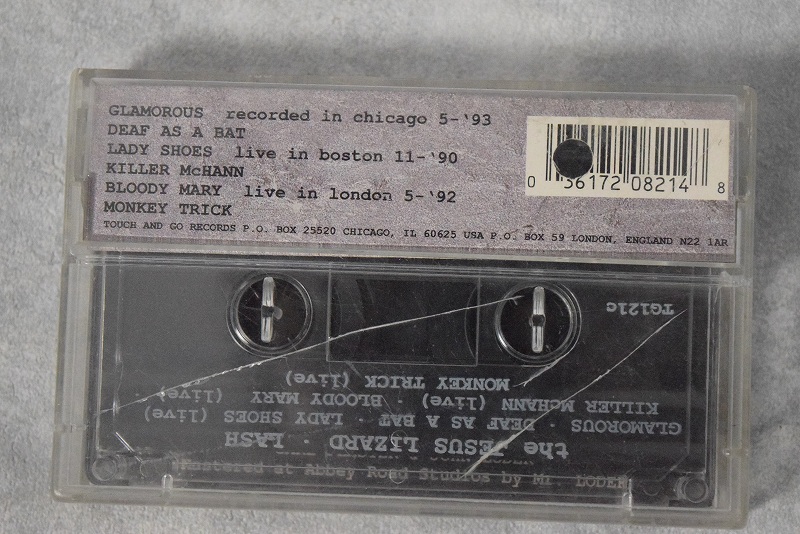 GLAMOROUS recorded in chicago 5-'93
DEAF AS A BAT
LADY SHOES live in boston 11-'90
KILLER McHANN
BLOODY MARY live in london 5-'92
MONKEY TRICK
TOUCH AND GO RECORDS P.O. BOX 25520 CHICAGO, IL 60625 USA P.O. BOX 59 LONDON, ENGLAND N22 1AR
0 36172 08214 8
the JESUS LIZARD · LASH
GLAMOROUS · DEAF AS A BAT · LADY SHOES (live)
KILLER McHANN (live) · BLOODY MARY (live)
MONKEY TRICK (live)
TG121c
Mastered at Abbey Road Studios by Mr. LODER